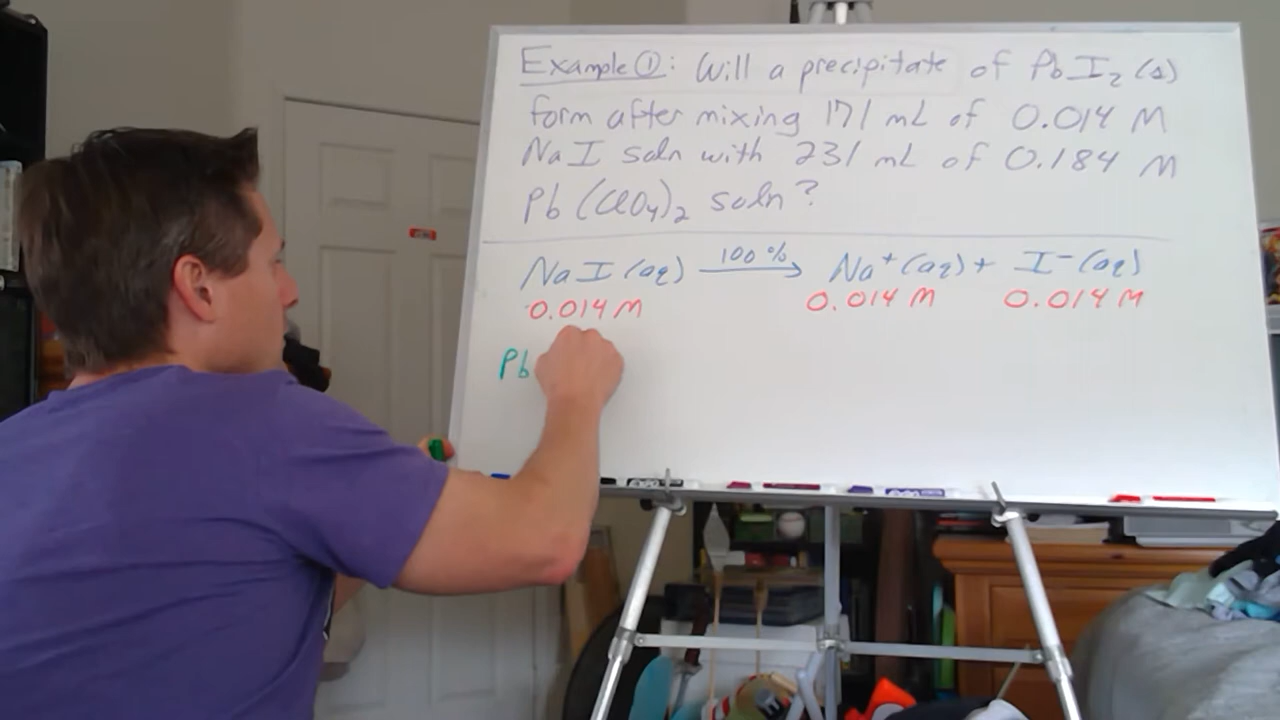 Example ①: Will a precipitate of PbI₂(s)
form after mixing 171 mL of 0.014 M
NaI soln with 231 mL of 0.184 M
Pb(ClO₄)₂ soln?
NaI(aq) 100% → Na⁺(aq) + I⁻(aq)
0.014 M 0.014 M 0.014 M
Pb